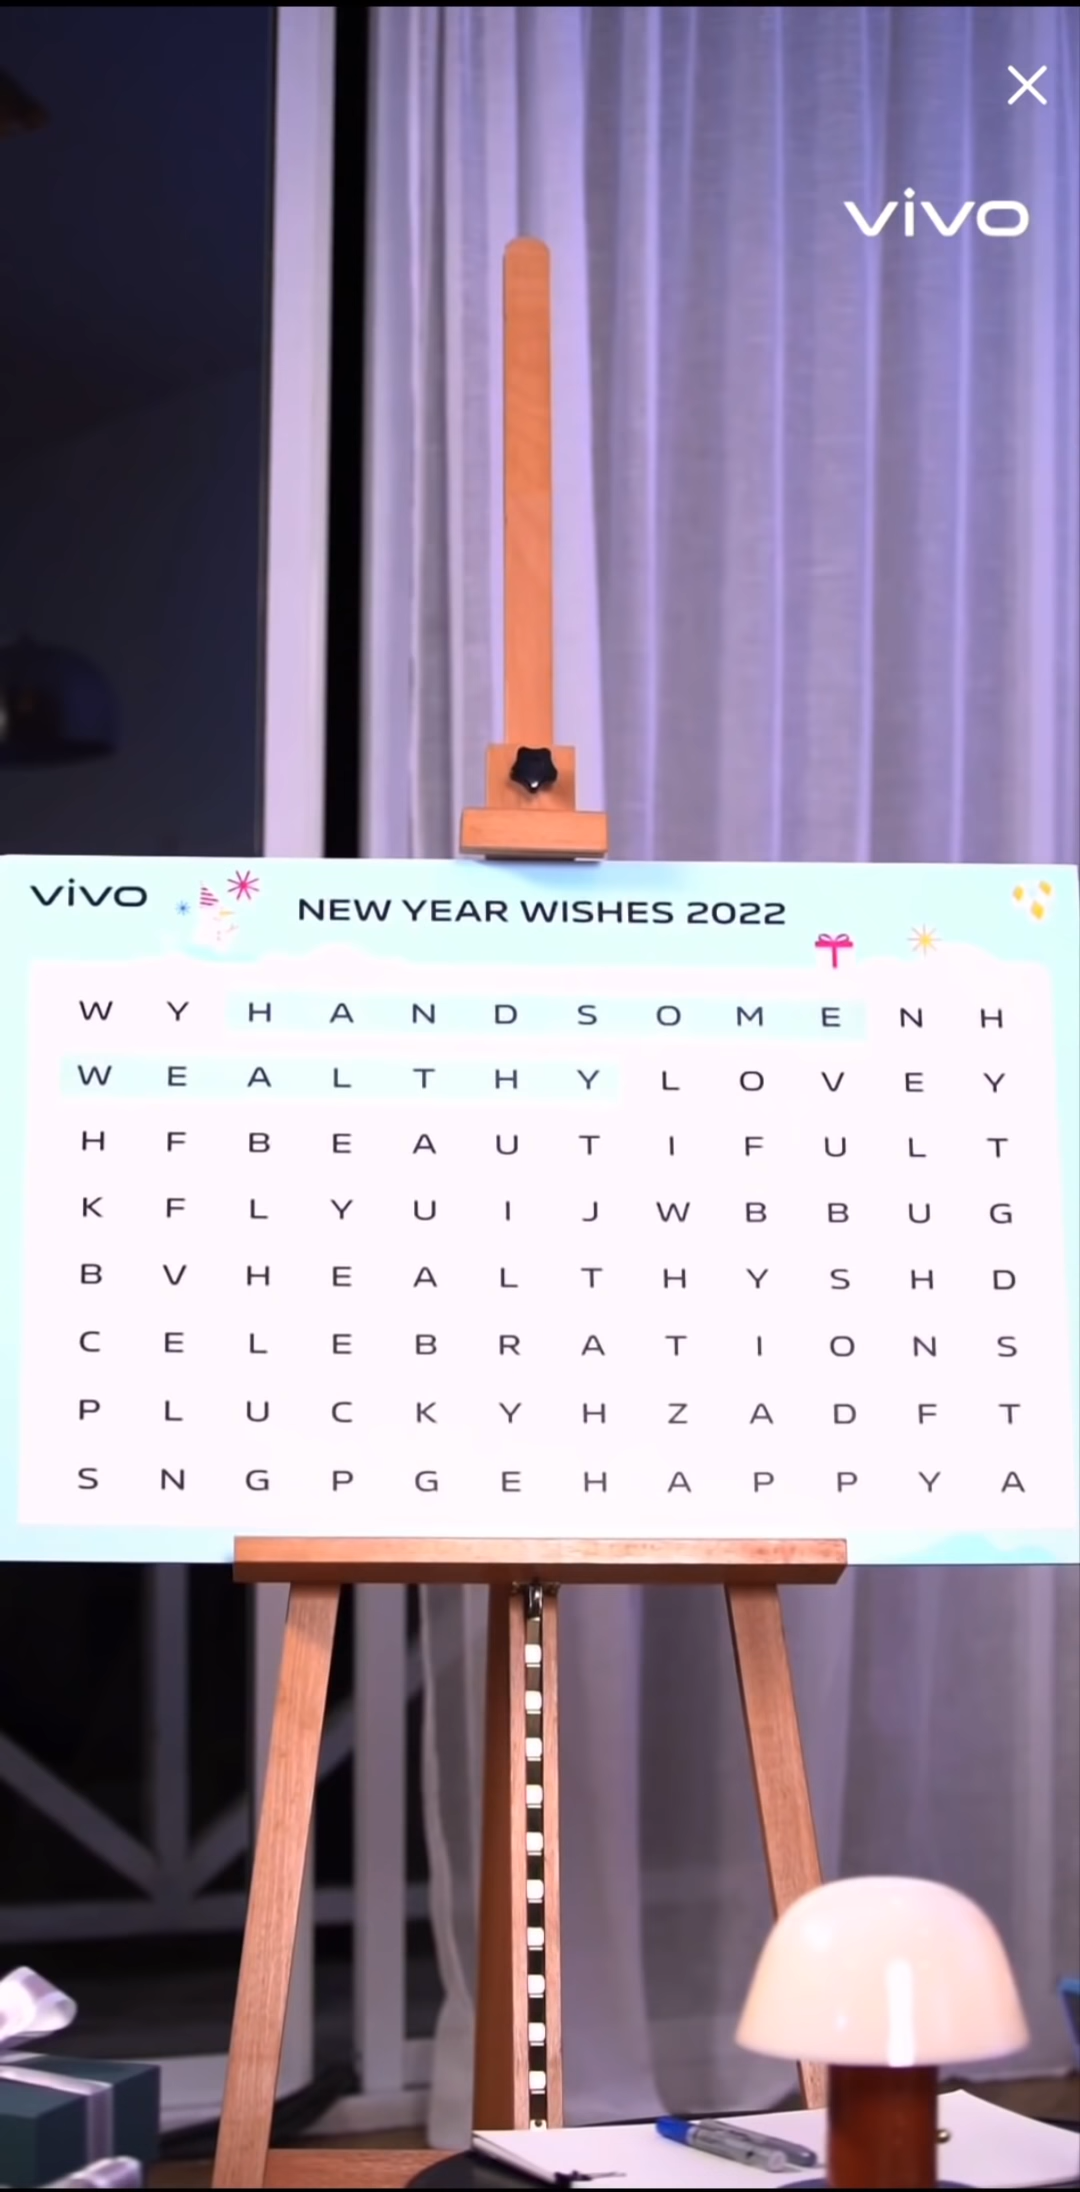 vivo
vivo NEW YEAR WISHES 2022
W Y H A N D S O M E N H
W E A L T H Y L O V E Y
H F B E A U T I F U L T
K F L Y U I J W B B U G
B V H E A L T H Y S H D
C E L E B R A T I O N S
P L U C K Y H Z A D F T
S N G P G E H A P P Y A